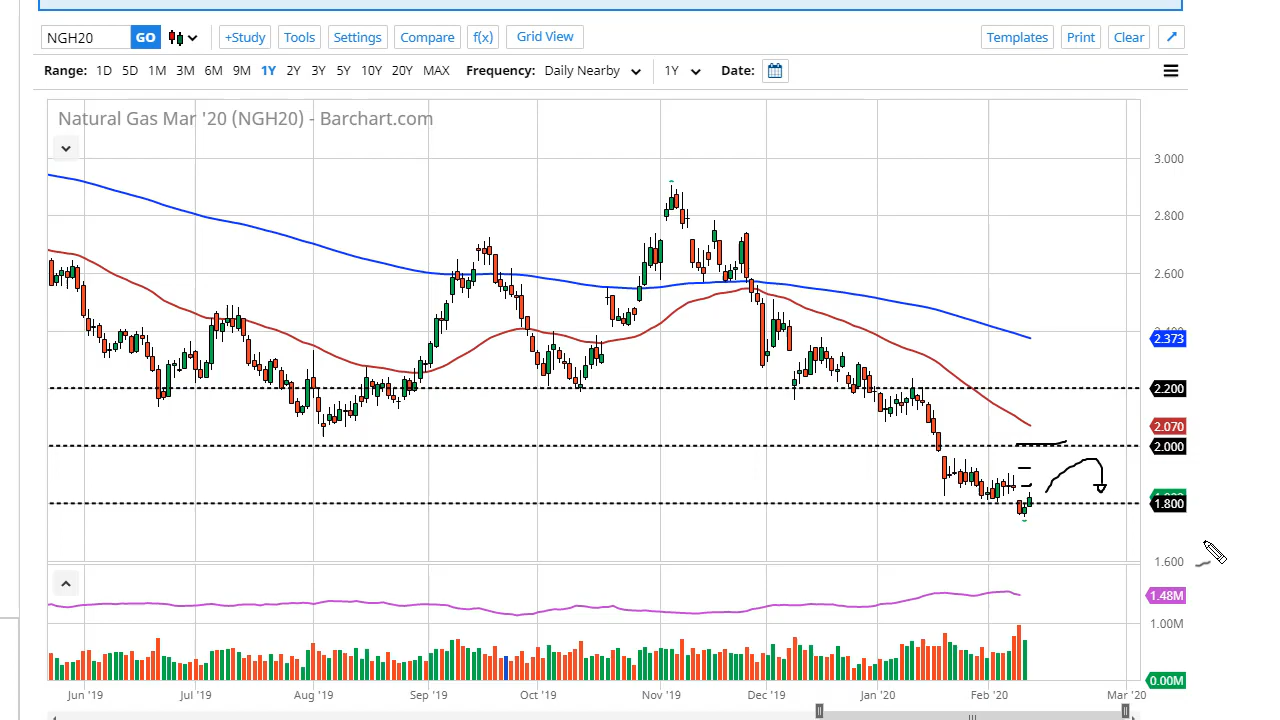 NGH20 GO +Study Tools Settings Compare f(x) Grid View Templates Print Clear
Range: 1D 5D 1M 3M 6M 9M 1Y 2Y 3Y 5Y 10Y 20Y MAX Frequency: Daily Nearby 1Y Date:
Natural Gas Mar '20 (NGH20) - Barchart.com
3.000
2.800
2.600
2.373
2.200
2.070
2.000
1.800
1.600
1.48M
1.00M
0.00M
Jun '19 Jul '19 Aug '19 Sep '19 Oct '19 Nov '19 Dec '19 Jan '20 Feb '20 Mar '20